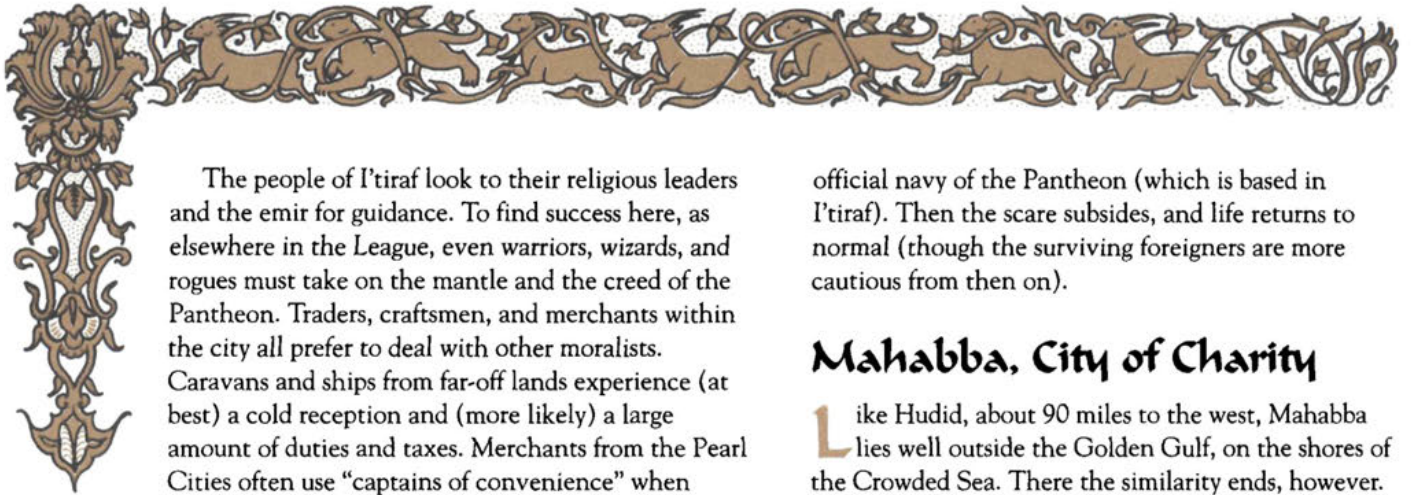 The people of I'tiraf look to their religious leaders
and the emir for guidance. To find success here, as
elsewhere in the League, even warriors, wizards, and
rogues must take on the mantle and the creed of the
Pantheon. Traders, craftsmen, and merchants within
the city all prefer to deal with other moralists.
Caravans and ships from far-off lands experience (at
best) a cold reception and (more likely) a large
amount of duties and taxes. Merchants from the Pearl
Cities often use “captains of convenience” when
official navy of the Pantheon (which is based in
I'tiraf). Then the scare subsides, and life returns to
normal (though the surviving foreigners are more
cautious from then on).
Mahabba, City of Charity
Like Hudid, about 90 miles to the west, Mahabba
lies well outside the Golden Gulf, on the shores of
the Crowded Sea. There the similarity ends, however.